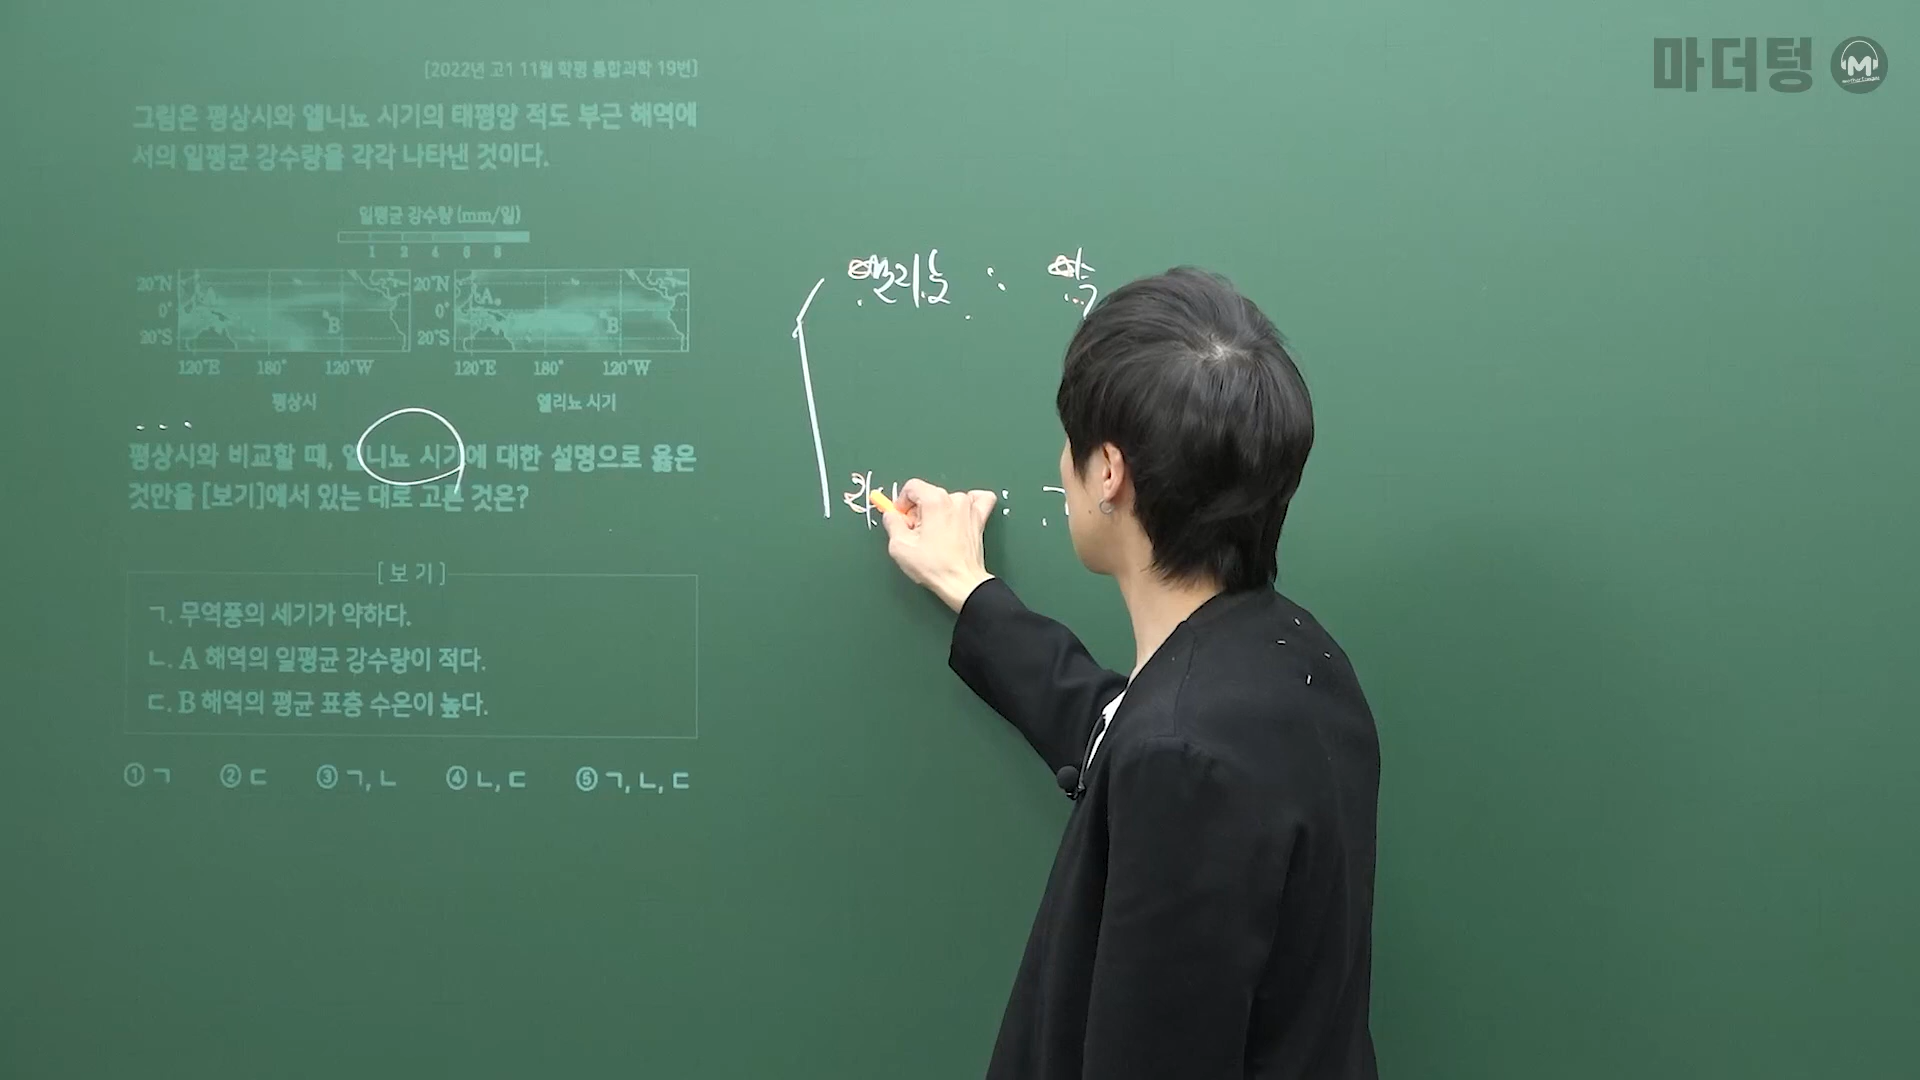 마더텅
[2022년 고1 11월 학평 통합과학 19번]
그림은 평상시와 엘니뇨 시기의 태평양 적도 부근 해역에
서의 일평균 강수량을 각각 나타낸 것이다.
일평균 강수량 (mm/일)
1 2 4 6 8
20°N 0° 20°S
A B
120°E 180° 120°W
평상시
20°N 0° 20°S
A B
120°E 180° 120°W
엘리뇨 시기
평상시와 비교할 때, 엘니뇨 시기에 대한 설명으로 옳은
것만을 [보기]에서 있는 대로 고른 것은?
[보기]
ㄱ. 무역풍의 세기가 약하다.
ㄴ. A 해역의 일평균 강수량이 적다.
ㄷ. B 해역의 평균 표층 수온이 높다.
① ㄱ ② ㄷ ③ ㄱ, ㄴ ④ ㄴ, ㄷ ⑤ ㄱ, ㄴ, ㄷ
엘리뇨 : 약